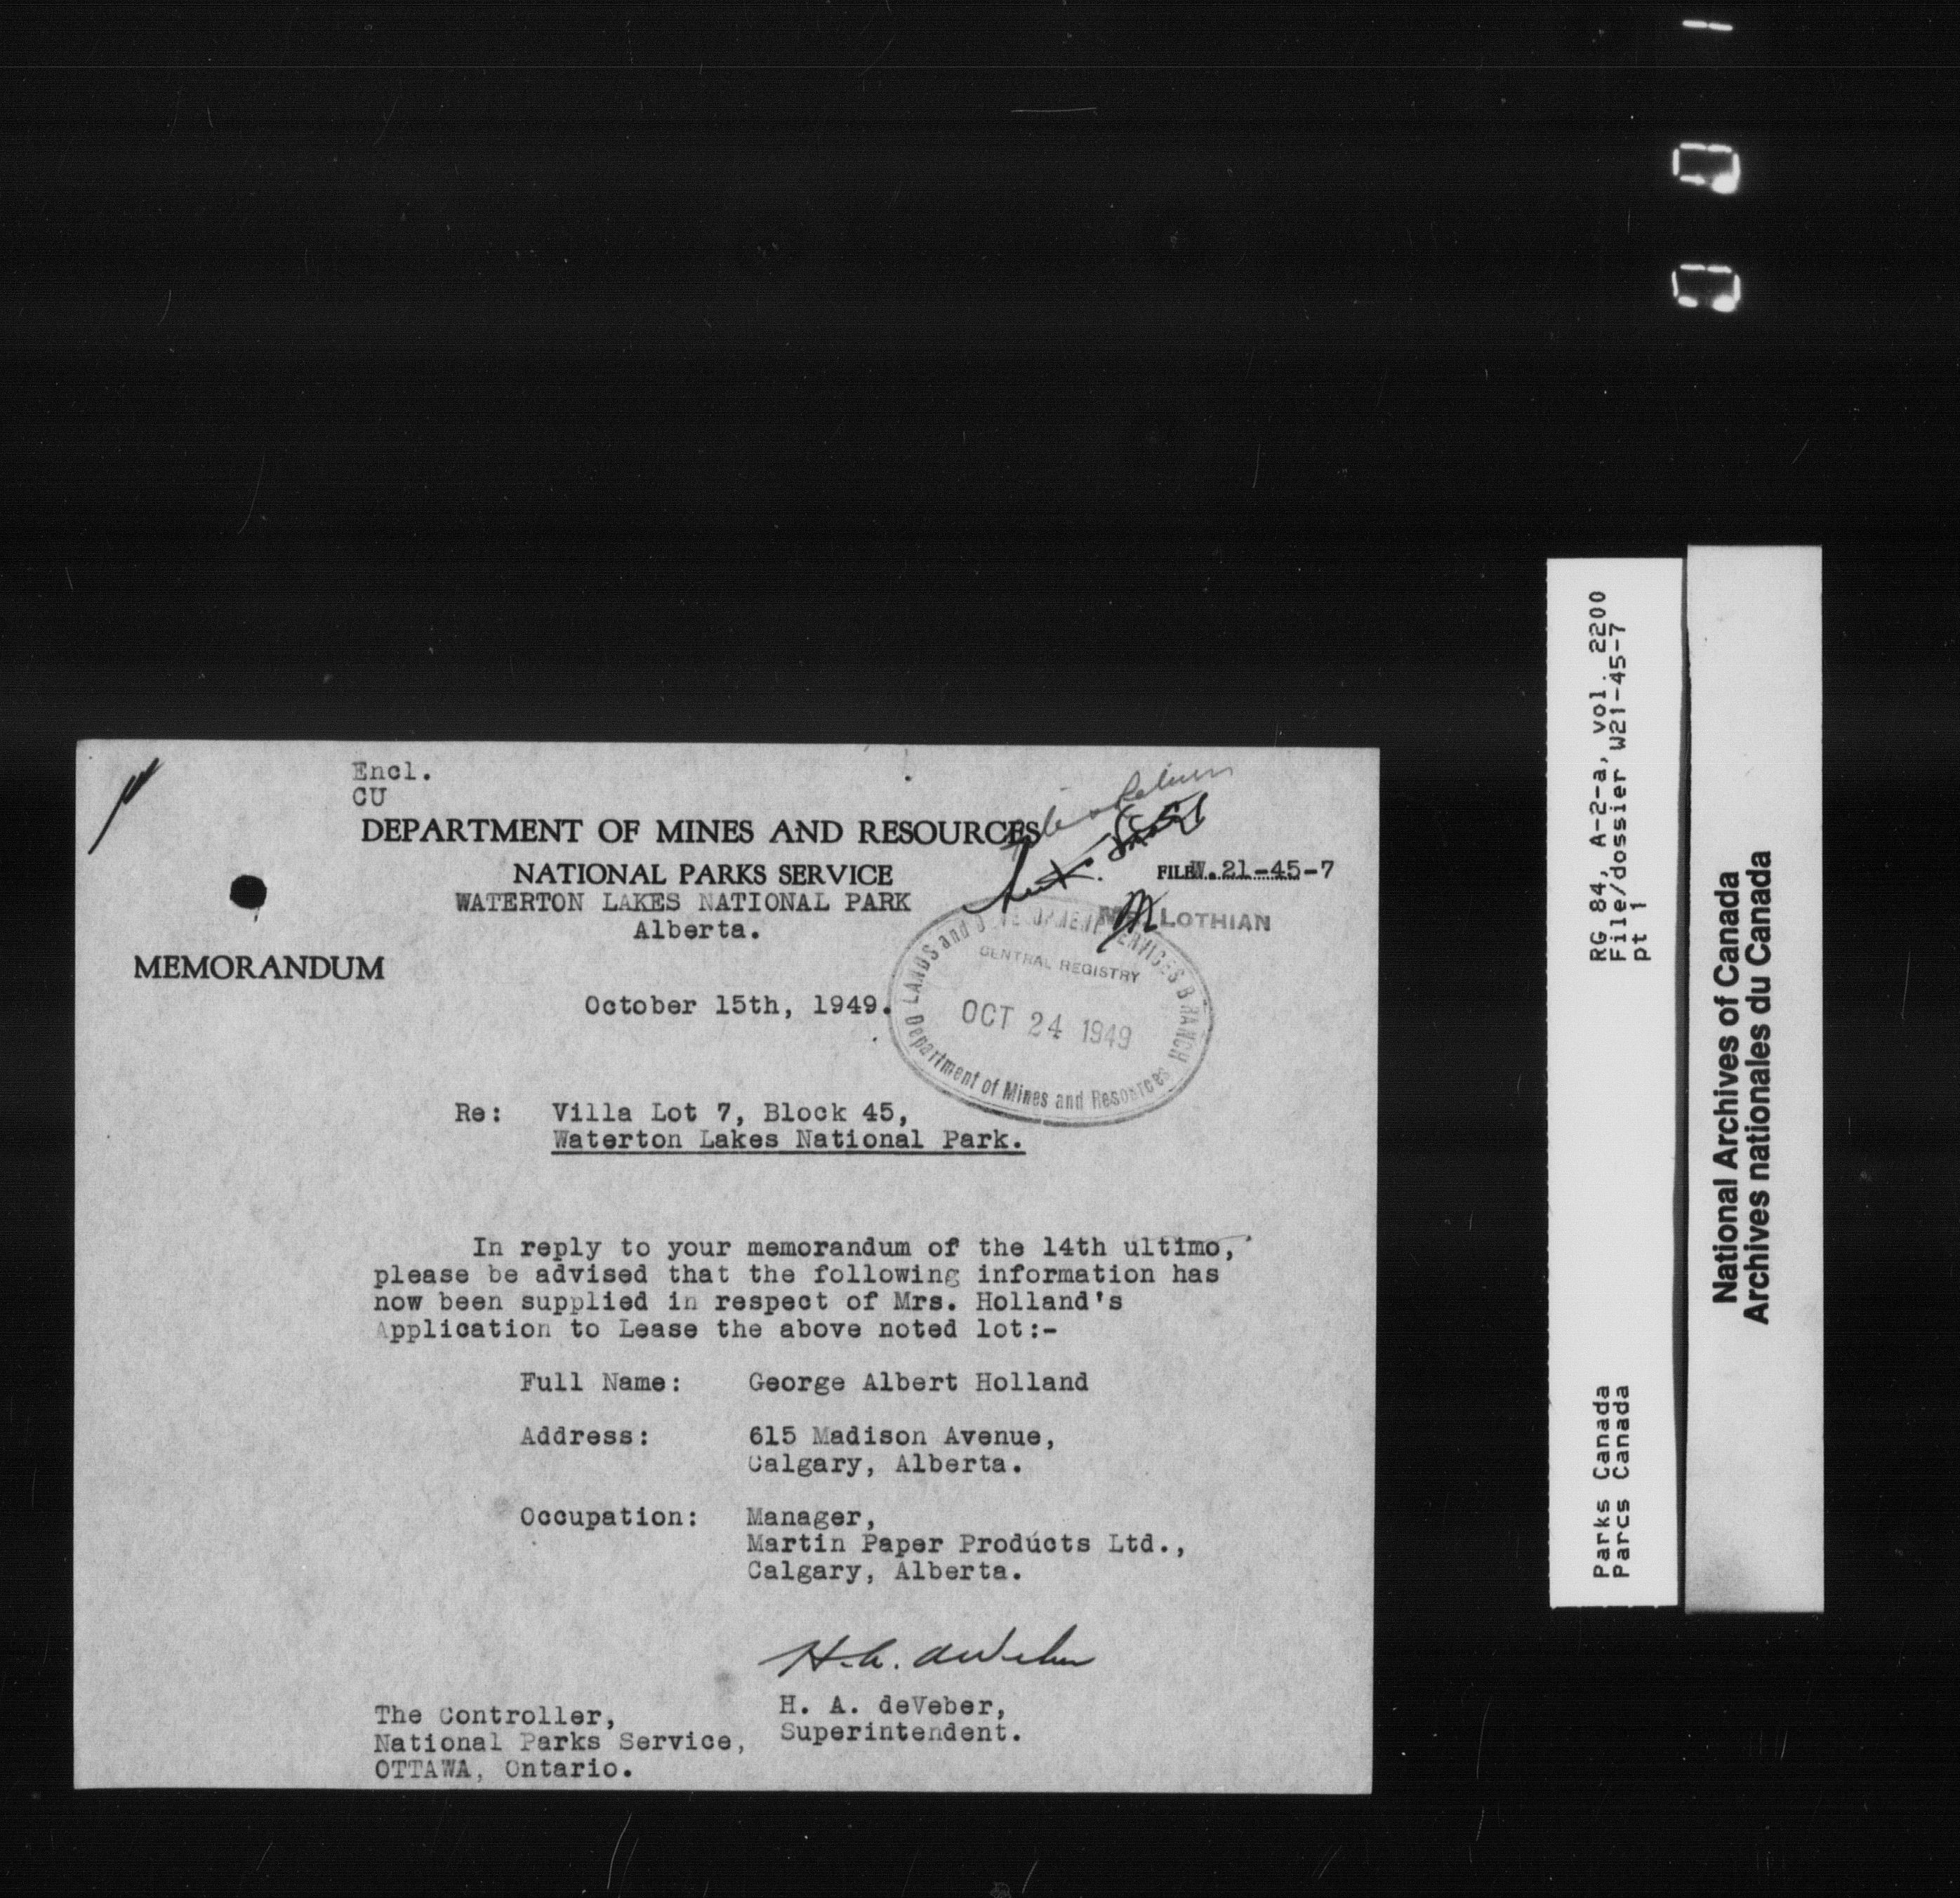 Encl.
CU
DEPARTMENT OF MINES AND RESOURCES
NATIONAL PARKS SERVICE
FILE W.21-45-7
WATERTON LAKES NATIONAL PARK
Alberta.
LOTHIAN
MEMORANDUM
October 15th, 1949.
LANDS and DEVELOPMENT SERVICES BRANCH
CENTRAL REGISTRY
OCT 24 1949
Department of Mines and Resources
Re: Villa Lot 7, Block 45,
Waterton Lakes National Park.
In reply to your memorandum of the 14th ultimo,
please be advised that the following information has
now been supplied in respect of Mrs. Holland's
Application to Lease the above noted lot:-
Full Name: George Albert Holland
Address: 615 Madison Avenue,
Calgary, Alberta.
Occupation: Manager,
Martin Paper Products Ltd.,
Calgary, Alberta.
H. A. deVeber
H. A. deVeber,
Superintendent.
The Controller,
National Parks Service,
OTTAWA, Ontario.
RG 84, A-2-a, vol. 2200
File/dossier W21-45-7
pt 1
Parks Canada
Parcs Canada
National Archives of Canada
Archives nationales du Canada